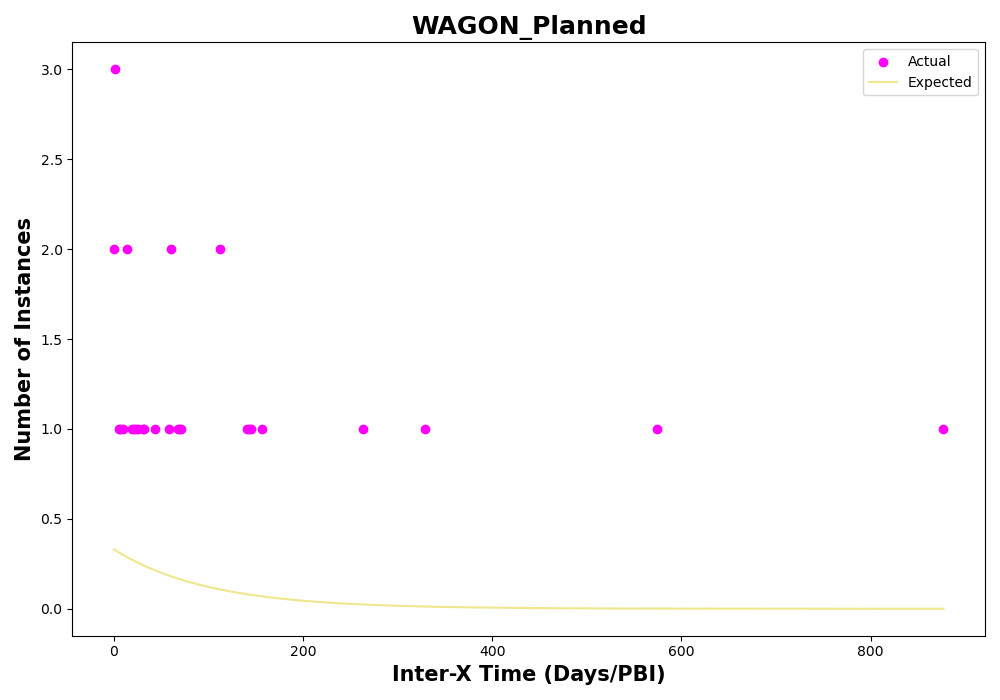 WAGON_Planned
Actual
Expected
3.0
2.5
2.0
1.5
1.0
0.5
0.0
Number of Instances
0
200
400
600
800
Inter-X Time (Days/PBI)